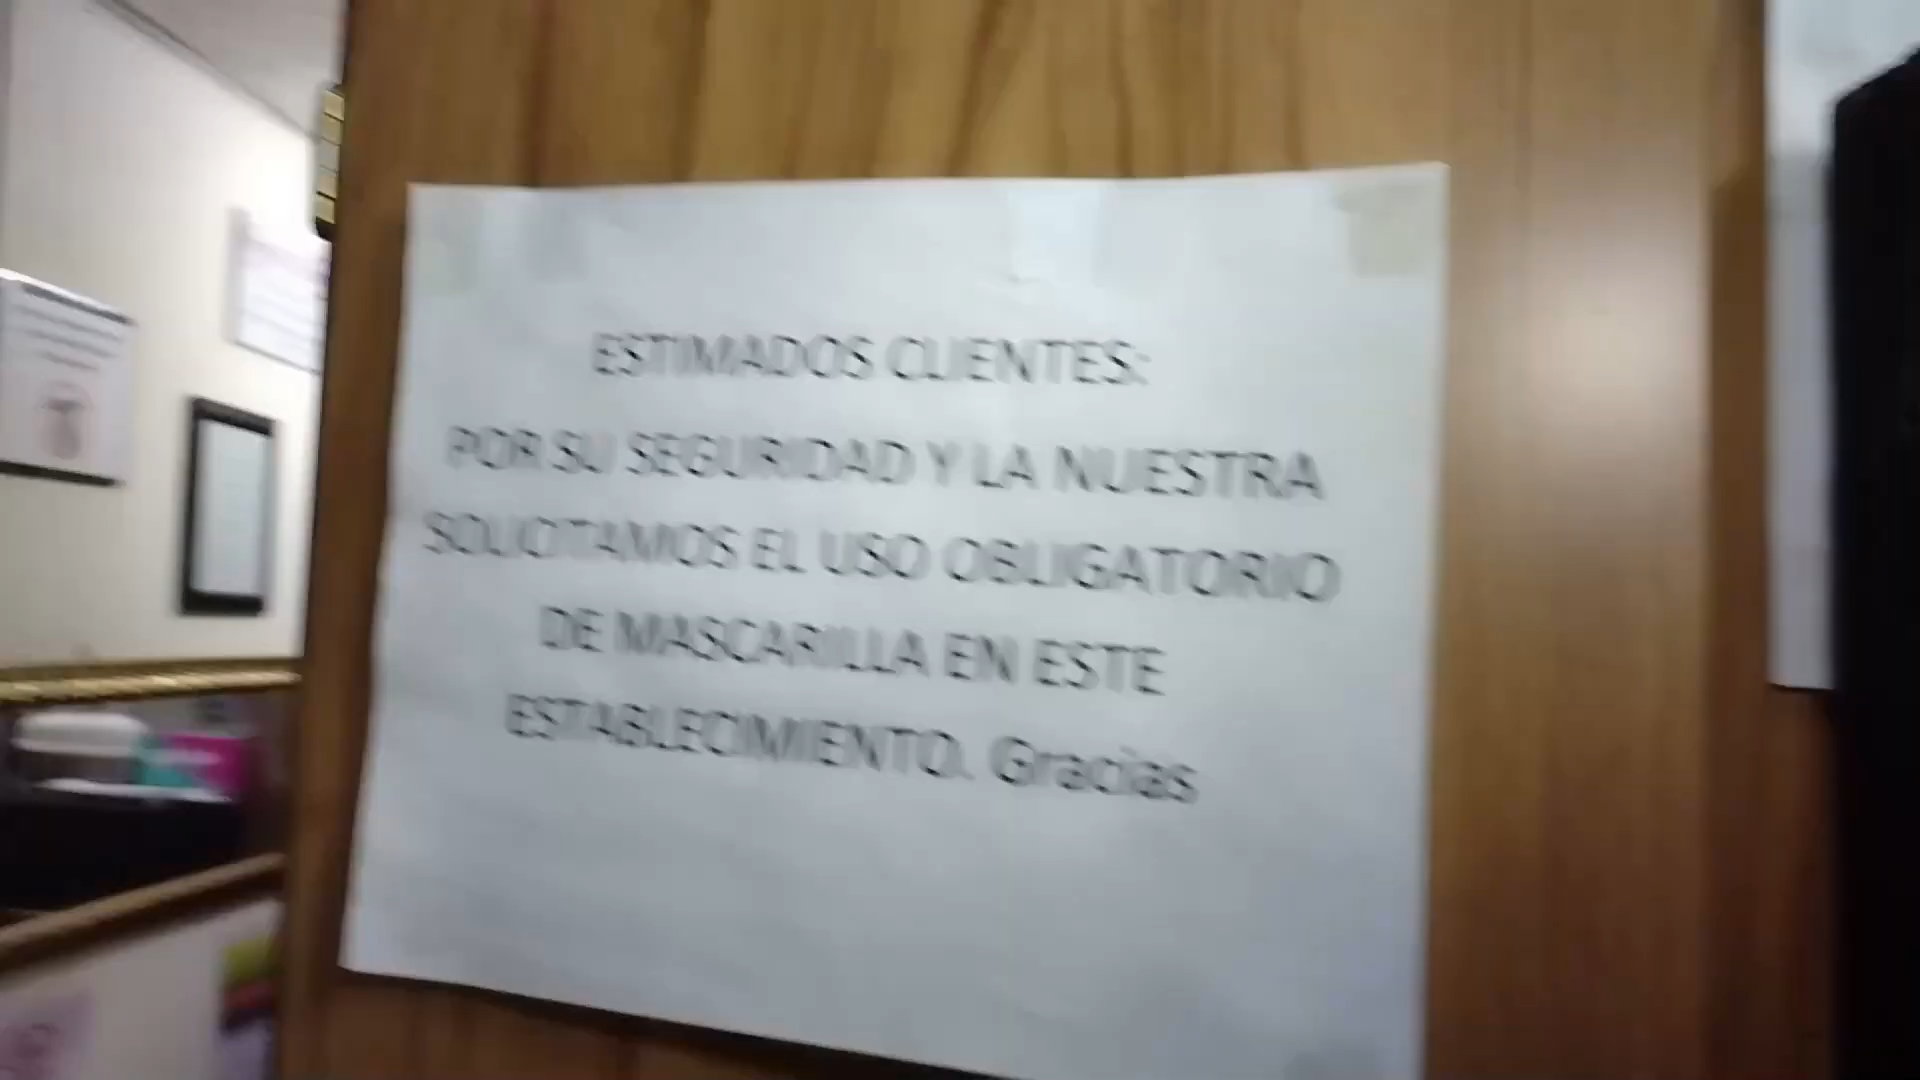 ESTIMADOS CLIENTES:
POR SU SEGURIDAD Y LA NUESTRA
SOLICITAMOS EL USO OBLIGATORIO
DE MASCARILLA EN ESTE
ESTABLECIMIENTO. Gracias